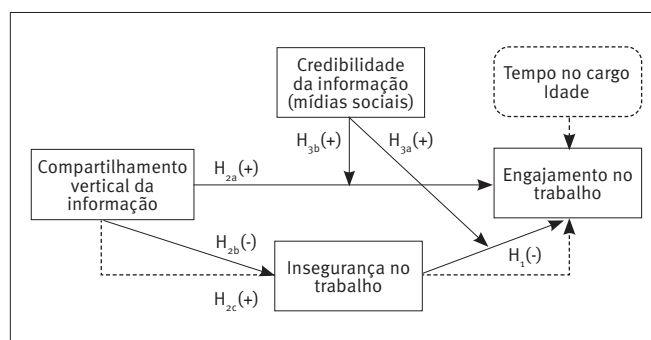 Credibilidade
da informação
(mídias sociais)
Tempo no cargo
Idade
H3b(+)
H3a(+)
Compartilhamento
vertical da
informação
H2a(+)
Engajamento no
trabalho
H2b(-)
Insegurança no
trabalho
H1(-)
H2c(+)